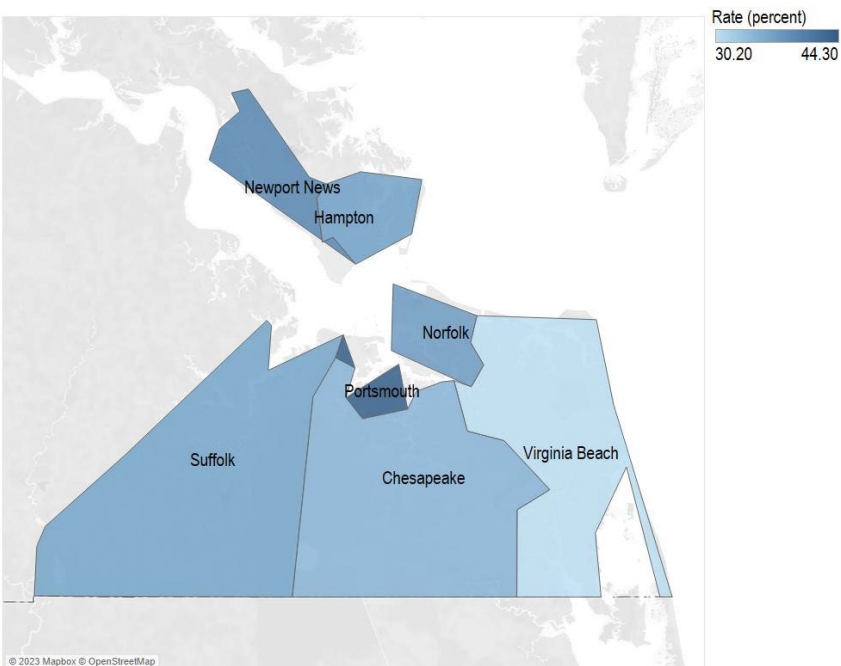 Rate (percent)
30.20 44.30
Newport News
Hampton
Norfolk
Portsmouth
Suffolk
Virginia Beach
Chesapeake
© 2023 Mapbox © OpenStreetMap